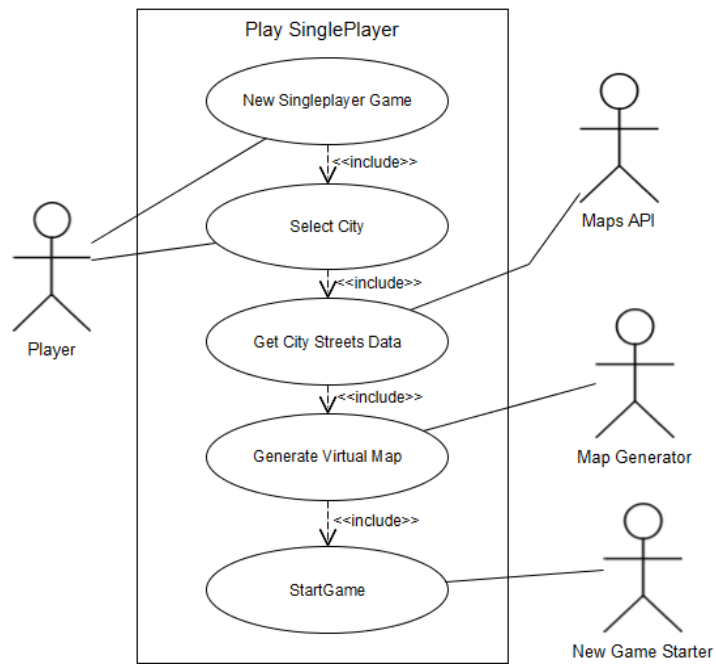 Play SinglePlayer
New Singleplayer Game
<<include>>
Select City
Maps API
<<include>>
Get City Streets Data
Player
<<include>>
Generate Virtual Map
Map Generator
<<include>>
StartGame
New Game Starter